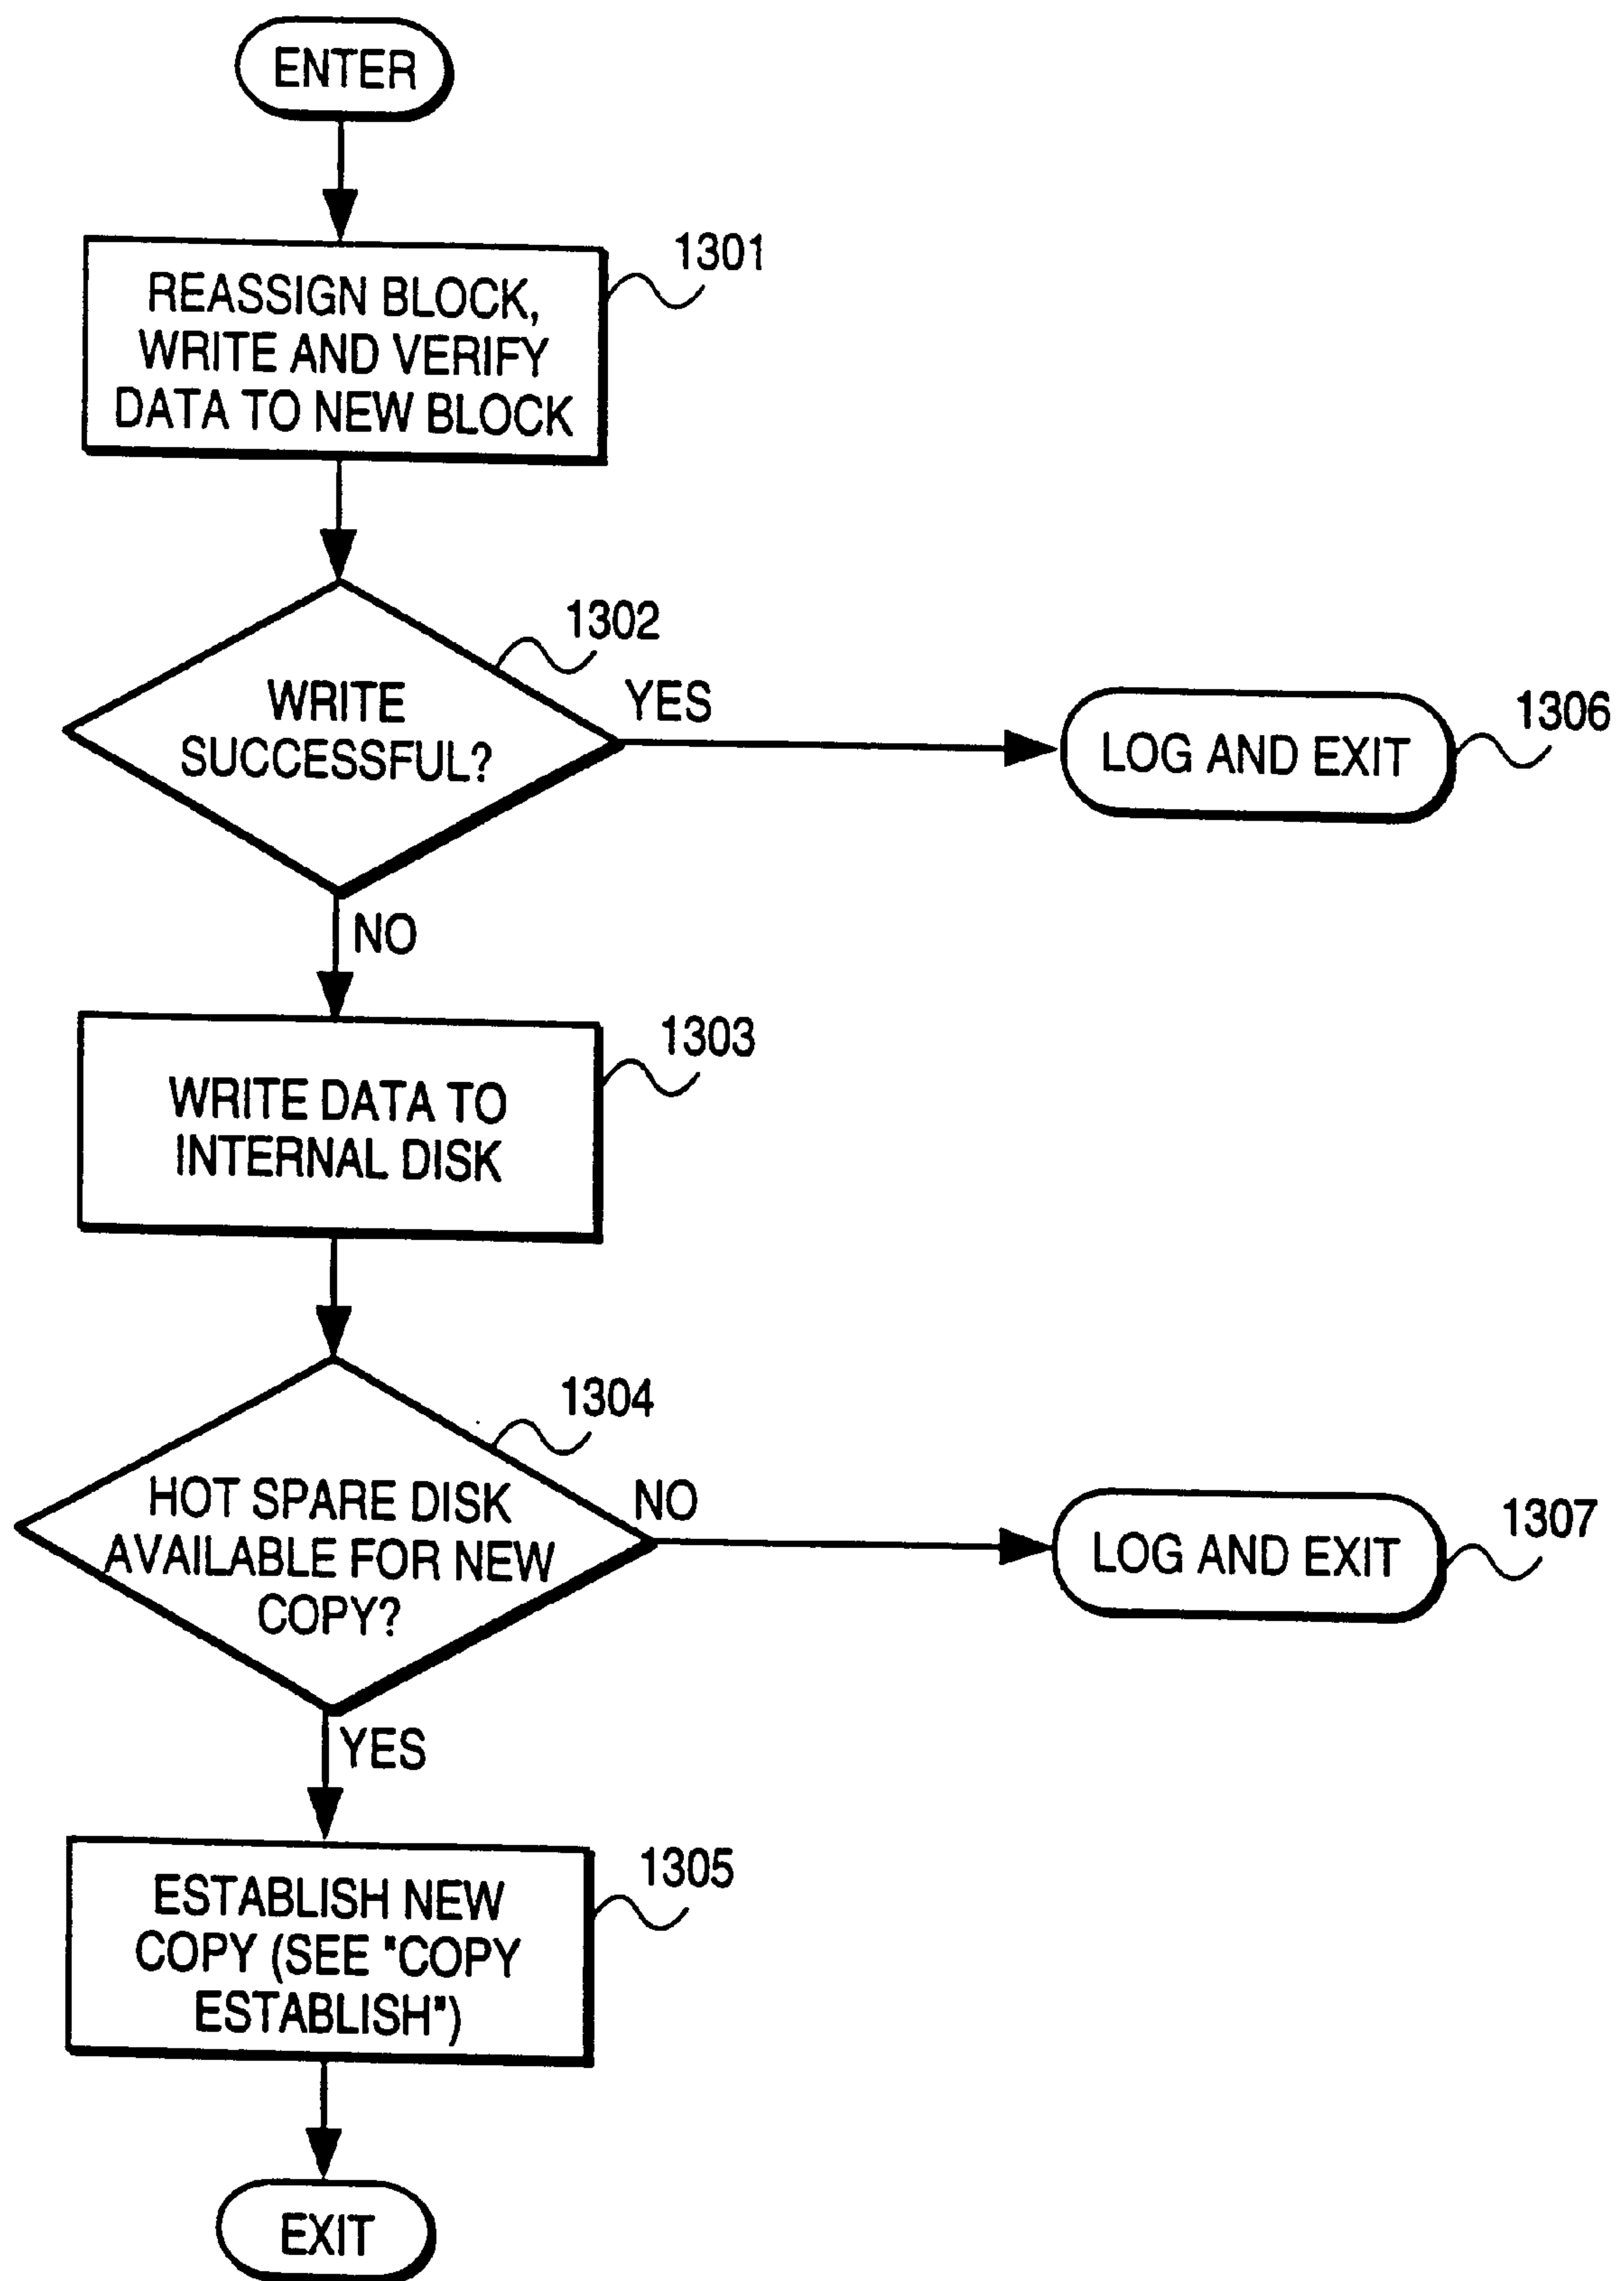 ENTER
1301
REASSIGN BLOCK,
WRITE AND VERIFY
DATA TO NEW BLOCK
1302
WRITE
SUCCESSFUL?
YES
1306
LOG AND EXIT
NO
1303
WRITE DATA TO
INTERNAL DISK
1304
HOT SPARE DISK
AVAILABLE FOR NEW
COPY?
NO
1307
LOG AND EXIT
YES
1305
ESTABLISH NEW
COPY (SEE "COPY
ESTABLISH")
EXIT